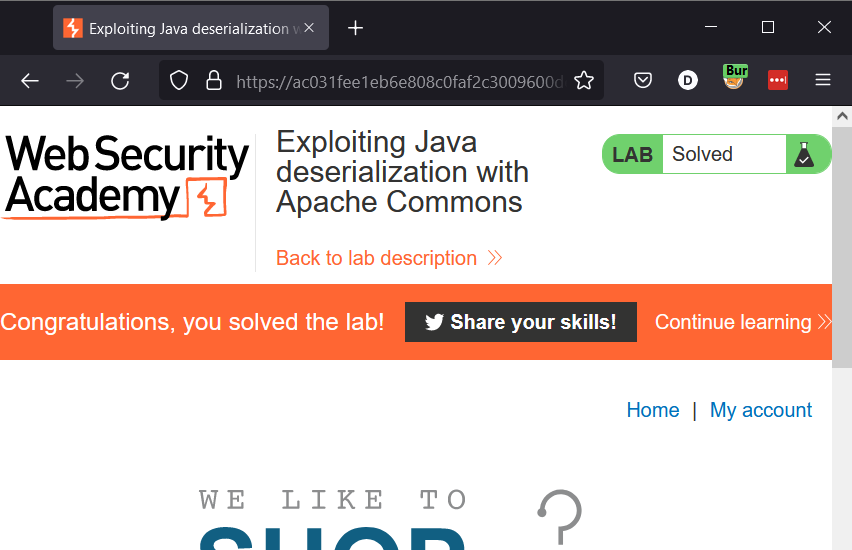 Exploiting Java deserialization w
https://ac031fee1eb6e808c0faf2c3009600d
D
Bur
Web Security
Academy
Exploiting Java
deserialization with
Apache Commons
LAB Solved
Back to lab description
Congratulations, you solved the lab! Share your skills! Continue learning
Home | My account
WE LIKE TO
SHOP